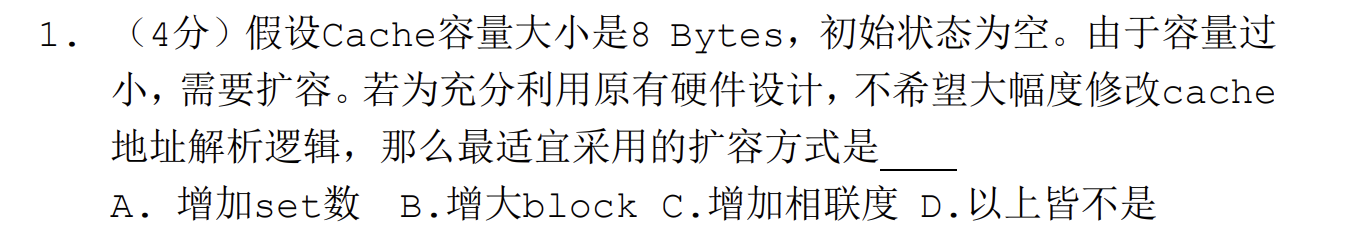 1. （4分）假设Cache容量大小是8 Bytes，初始状态为空。由于容量过
小，需要扩容。若为充分利用原有硬件设计，不希望大幅度修改cache
地址解析逻辑，那么最适宜采用的扩容方式是____
A. 增加set数 B.增大block C.增加相联度 D.以上皆不是